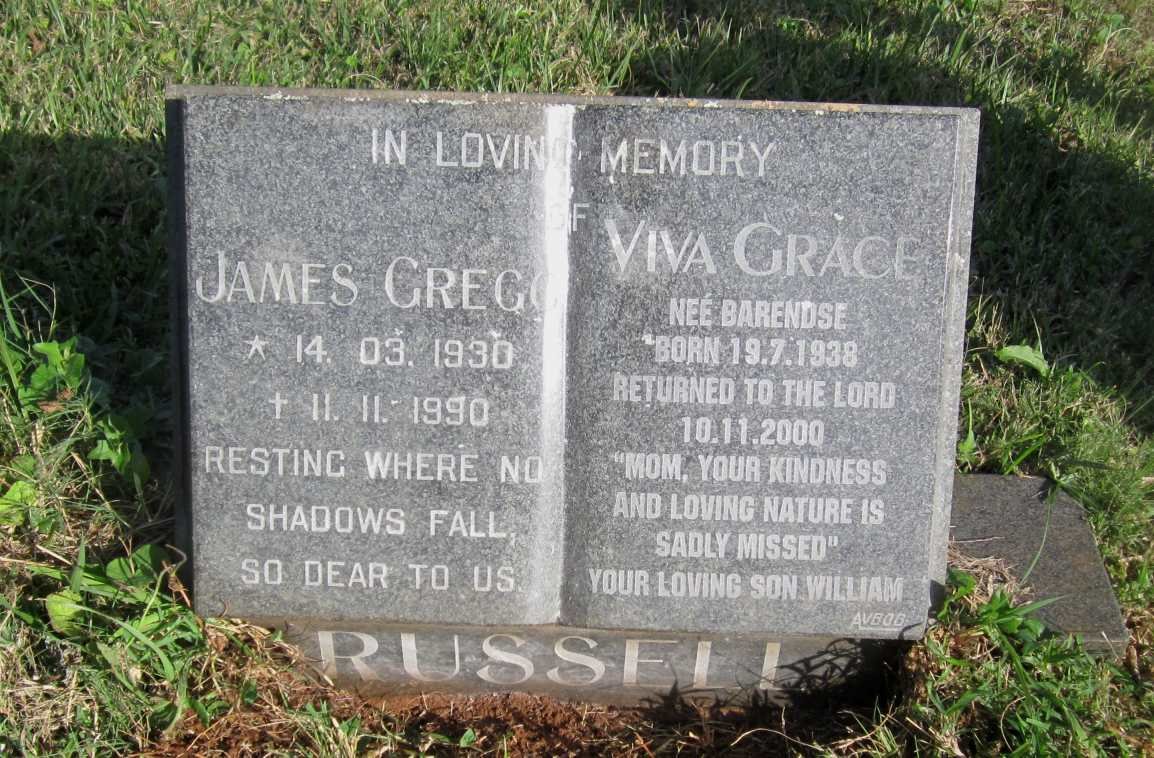 IN LOVING MEMORY
OF
JAMES GREGG
★ 14. 03. 1930
† 11. 11. 1990
RESTING WHERE NO
SHADOWS FALL,
SO DEAR TO US.
VIVA GRACE
NEÉ BARENDSE
*BORN 19.7.1938
RETURNED TO THE LORD
10.11.2000
"MOM, YOUR KINDNESS
AND LOVING NATURE IS
SADLY MISSED"
YOUR LOVING SON WILLIAM
AVBOB
RUSSELL